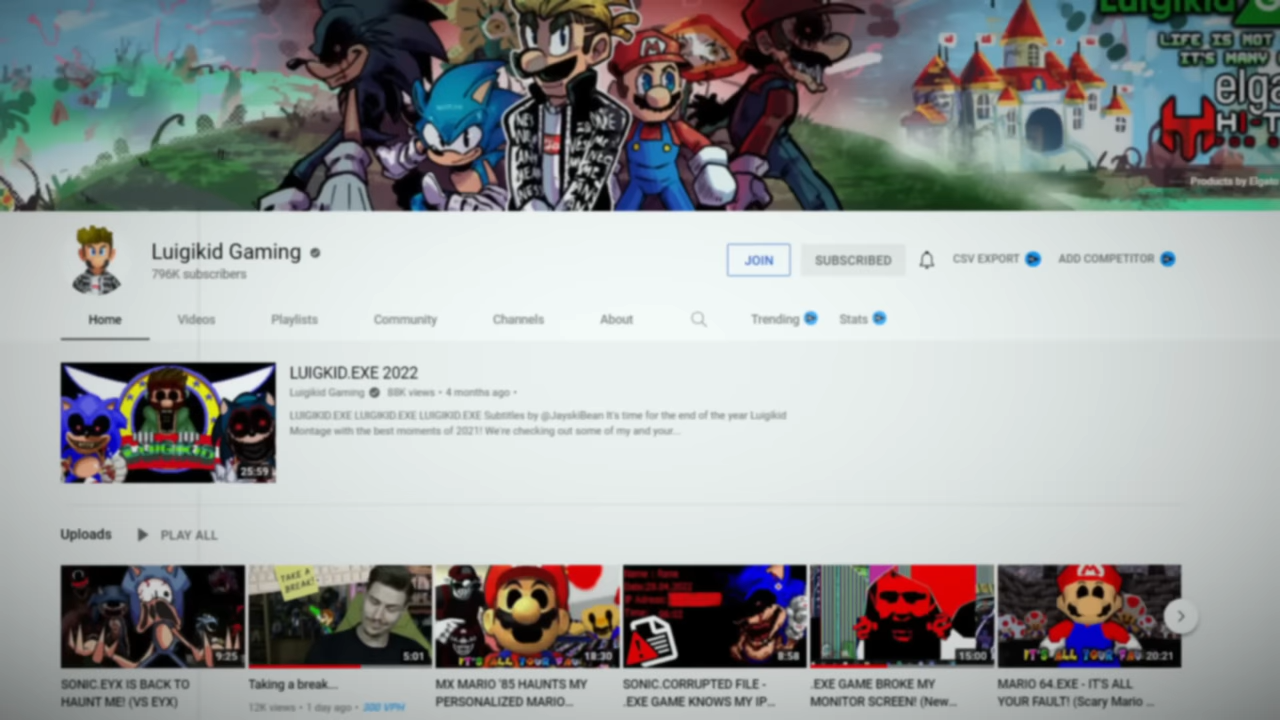 Luigikid
LIFE IS NOT
IT'S MANY
elga
Products by Elgato
Luigikid Gaming
796K subscribers
JOIN
SUBSCRIBED
CSV EXPORT
ADD COMPETITOR
Home
Videos
Playlists
Community
Channels
About
Trending
Stats
LUIGKID.EXE 2022
Luigikid Gaming 88K views • 4 months ago •
LUIGIKID.EXE LUIGIKID.EXE LUIGIKID.EXE Subtitles by @JayskiBean It's time for the end of the year Luigikid
Montage with the best moments of 2021! We're checking out some of my and your...
LUIGIKID
25:59
Uploads
PLAY ALL
9:25
TAKE A
BREAK!
5:01
18:30
8:58
15:00
IT'S ALL YOUR
20:21
SONIC.EYX IS BACK TO
HAUNT ME! (VS EYX)
Taking a break...
12K views • 1 day ago • 300 VPH
MX MARIO '85 HAUNTS MY
PERSONALIZED MARIO...
SONIC.CORRUPTED FILE -
.EXE GAME KNOWS MY IP...
.EXE GAME BROKE MY
MONITOR SCREEN! (New...
MARIO 64.EXE - IT'S ALL
YOUR FAULT! (Scary Mario ...